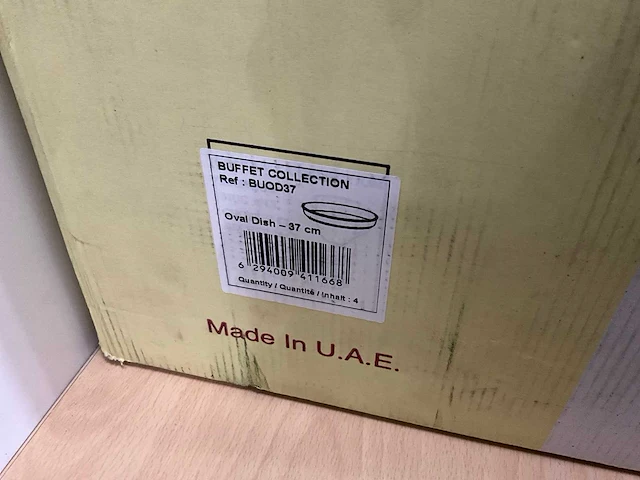 BUFFET COLLECTION
Ref : BUOD37
Oval Dish – 37 cm
6 294009 411668
Quantity / Quantité / Inhalt : 4
Made In U.A.E.